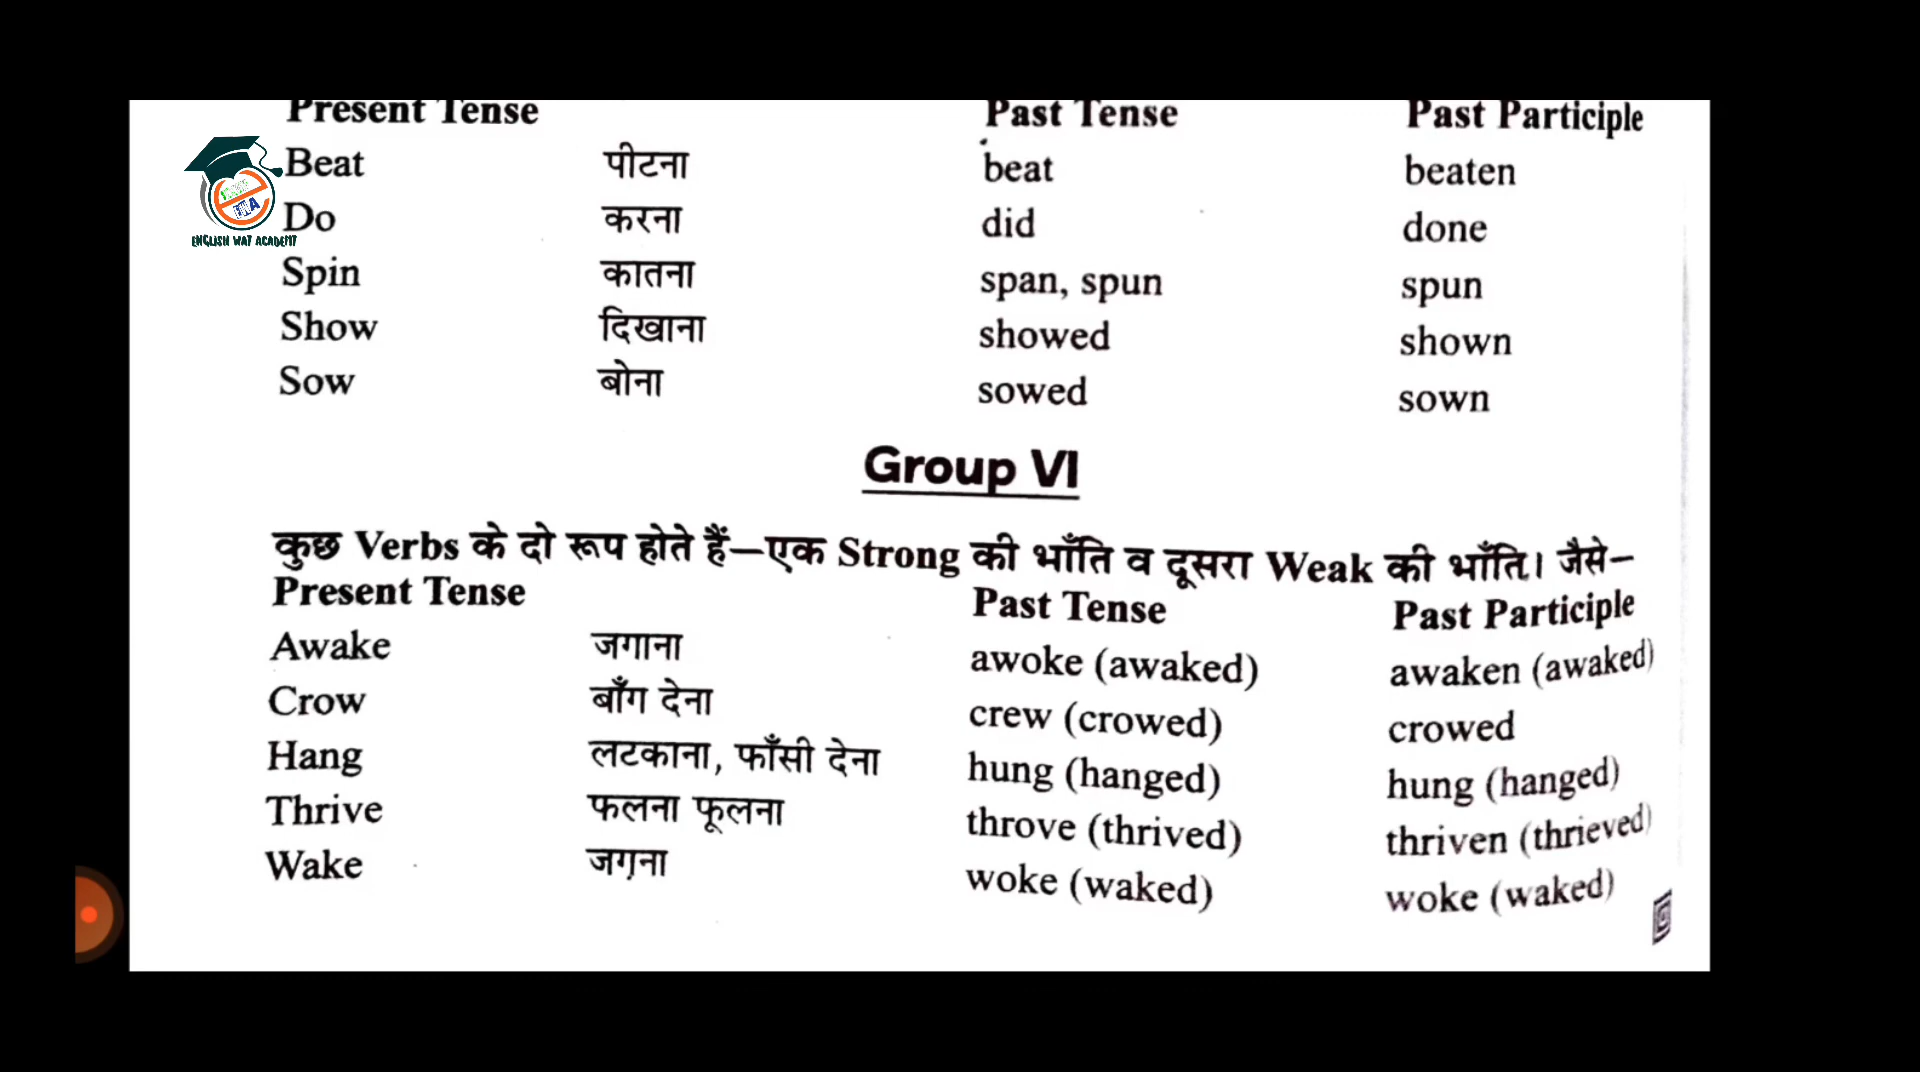 Present Tense Past Tense Past Participle
Beat पीटना beat beaten
Do करना did done
ENGLISH WAY ACADEMY
Spin कातना span, spun spun
Show दिखाना showed shown
Sow बोना sowed sown
Group VI
कुछ Verbs के दो रूप होते हैं—एक Strong की भाँति व दूसरा Weak की भाँति। जैसे—
Present Tense Past Tense Past Participle
Awake जगाना awoke (awaked) awaken (awaked)
Crow बाँग देना crew (crowed) crowed
Hang लटकाना, फाँसी देना hung (hanged) hung (hanged)
Thrive फलना फूलना throve (thrived) thriven (thrieved)
Wake जगना woke (waked) woke (waked)